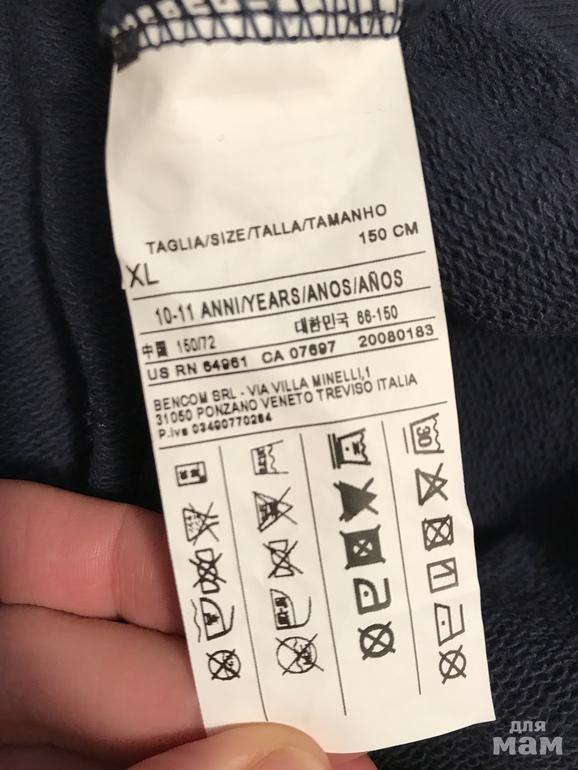 TAGLIA/SIZE/TALLA/TAMANHO
150 CM
XL
10-11 ANNI/YEARS/ANOS/AÑOS
中國 150/72 대한민국 66-150
US RN 64961 CA 07697 20080183
BENCOM SRL - VIA VILLA MINELLI,1
31050 PONZANO VENETO TREVISO ITALIA
P.iva 03490770264
30
для
мам